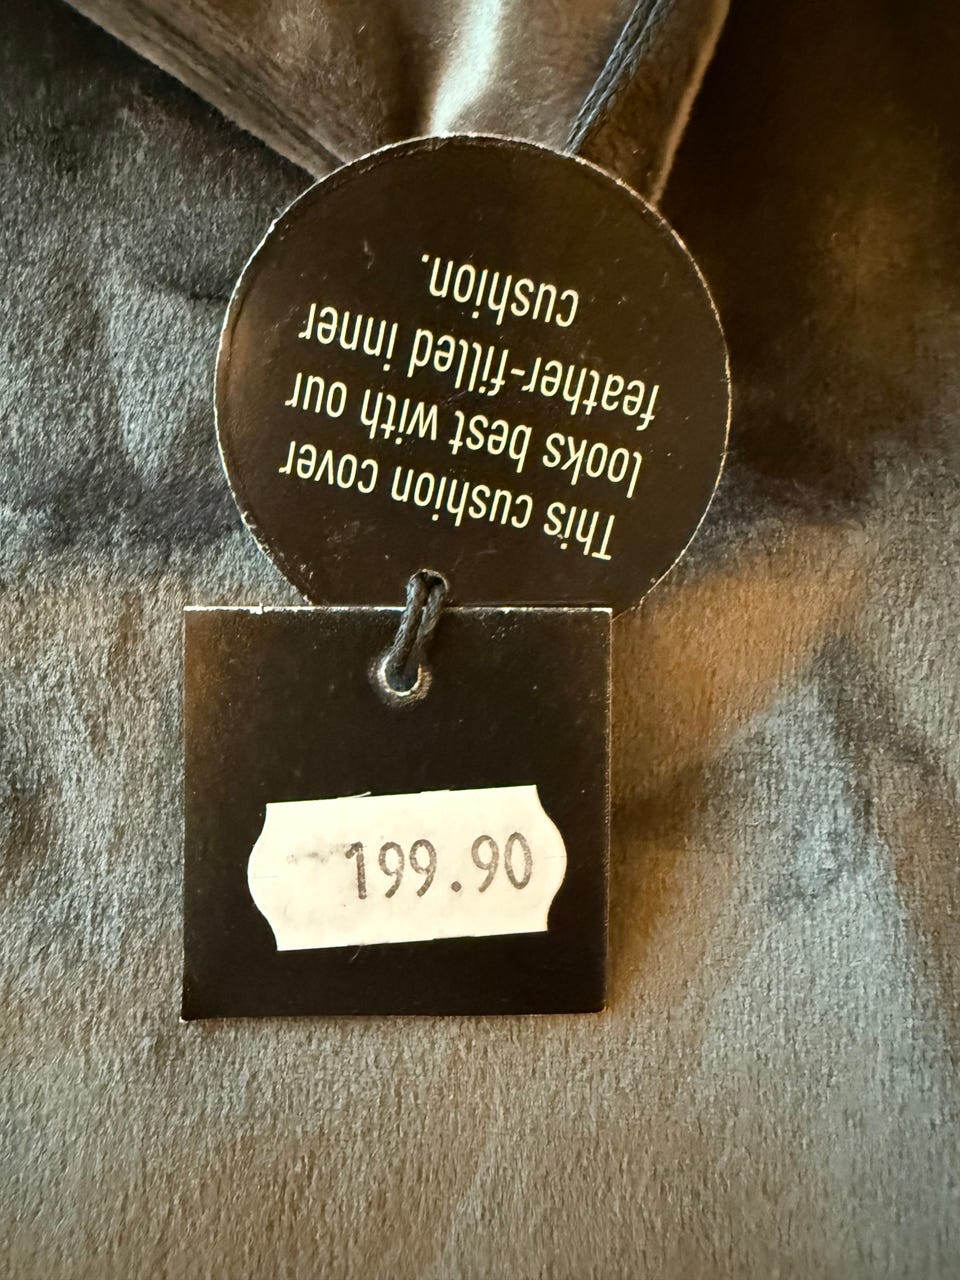 This cushion cover
looks best with our
feather-filled inner
cushion.
199.90